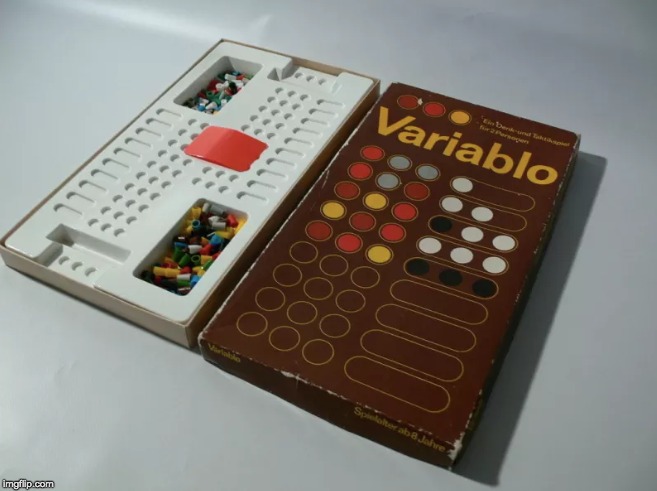 Ein Denk-und Taktikspiel
für 2 Personen
Variablo
Variablo
Spielalter ab 8 Jahre
imgflip.com